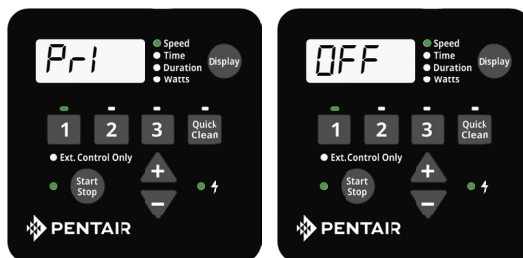 Pri
Speed
Time
Duration
Watts
Display
1
2
3
Quick
Clean
Ext. Control Only
Start
Stop
+
−
PENTAIR
OFF
Speed
Time
Duration
Watts
Display
1
2
3
Quick
Clean
Ext. Control Only
Start
Stop
+
−
PENTAIR